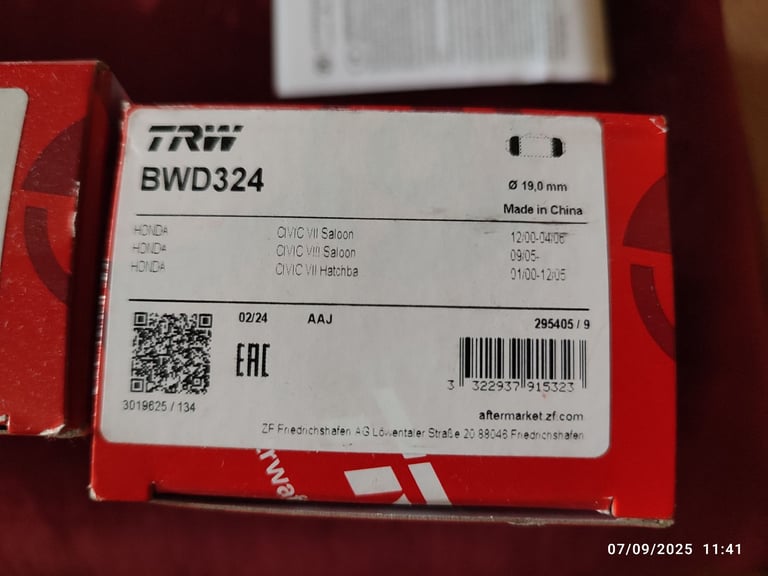 TRW
BWD324
Ø 19,0 mm
Made in China
HONDA CIVIC VII Saloon 12/00-04/06
HONDA CIVIC VIII Saloon 09/05-
HONDA CIVIC VII Hatchba 01/00-12/05
02/24 AAJ 295405 / 9
EAC
3 322937 915323
3019625 / 134
aftermarket.zf.com
ZF Friedrichshafen AG Löwentaler Straße 20 88046 Friedrichshafen
07/09/2025 11:41